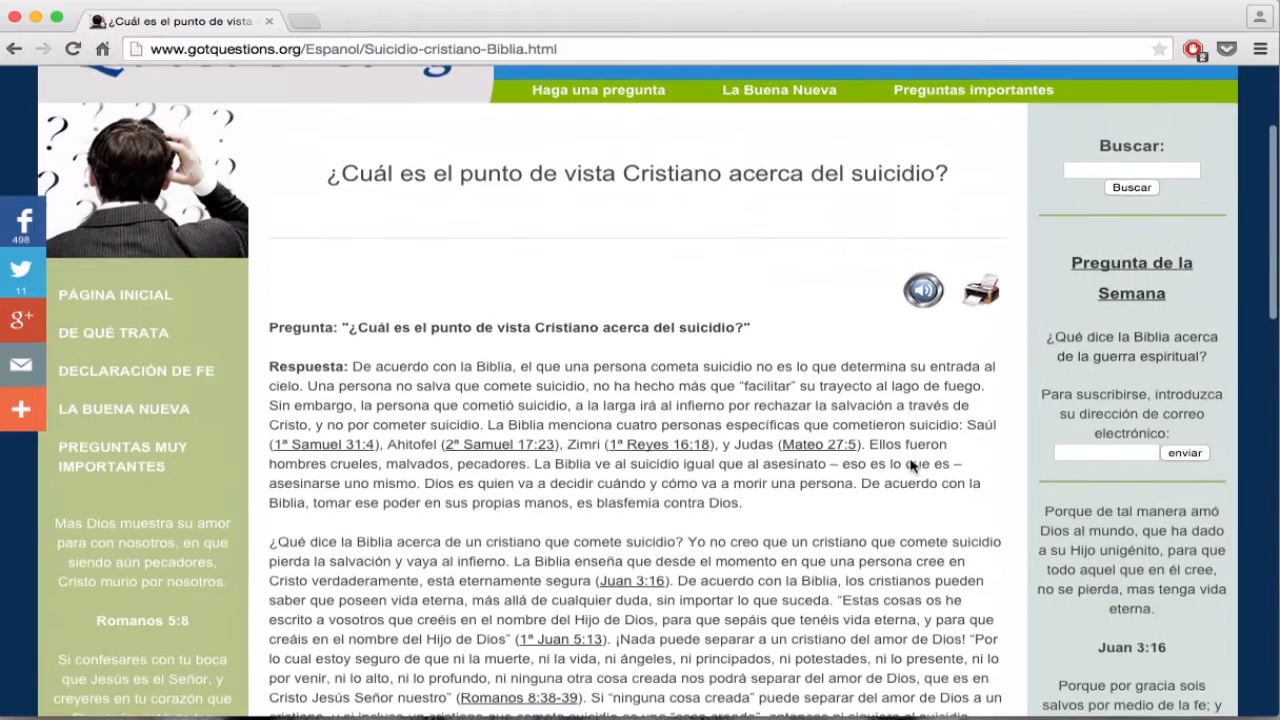 ¿Cuál es el punto de vista
www.gotquestions.org/Espanol/Suicidio-cristiano-Biblia.html
2
Haga una pregunta
La Buena Nueva
Preguntas importantes
¿Cuál es el punto de vista Cristiano acerca del suicidio?
498
11
g+
PÁGINA INICIAL
DE QUÉ TRATA
DECLARACIÓN DE FE
LA BUENA NUEVA
PREGUNTAS MUY
IMPORTANTES
Mas Dios muestra su amor
para con nosotros, en que
siendo aún pecadores,
Cristo murió por nosotros.
Romanos 5:8
Si confesares con tu boca
que Jesús es el Señor, y
creyeres en tu corazón que
Pregunta: "¿Cuál es el punto de vista Cristiano acerca del suicidio?"
Respuesta: De acuerdo con la Biblia, el que una persona cometa suicidio no es lo que determina su entrada al
cielo. Una persona no salva que comete suicidio, no ha hecho más que “facilitar” su trayecto al lago de fuego.
Sin embargo, la persona que cometió suicidio, a la larga irá al infierno por rechazar la salvación a través de
Cristo, y no por cometer suicidio. La Biblia menciona cuatro personas específicas que cometieron suicidio: Saúl
(1ª Samuel 31:4), Ahitofel (2ª Samuel 17:23), Zimri (1ª Reyes 16:18), y Judas (Mateo 27:5). Ellos fueron
hombres crueles, malvados, pecadores. La Biblia ve al suicidio igual que al asesinato – eso es lo que es –
asesinarse uno mismo. Dios es quien va a decidir cuándo y cómo va a morir una persona. De acuerdo con la
Biblia, tomar ese poder en sus propias manos, es blasfemia contra Dios.
¿Qué dice la Biblia acerca de un cristiano que comete suicidio? Yo no creo que un cristiano que comete suicidio
pierda la salvación y vaya al infierno. La Biblia enseña que desde el momento en que una persona cree en
Cristo verdaderamente, está eternamente segura (Juan 3:16). De acuerdo con la Biblia, los cristianos pueden
saber que poseen vida eterna, más allá de cualquier duda, sin importar lo que suceda. “Estas cosas os he
escrito a vosotros que creéis en el nombre del Hijo de Dios, para que sepáis que tenéis vida eterna, y para que
creáis en el nombre del Hijo de Dios” (1ª Juan 5:13). ¡Nada puede separar a un cristiano del amor de Dios! “Por
lo cual estoy seguro de que ni la muerte, ni la vida, ni ángeles, ni principados, ni potestades, ni lo presente, ni lo
por venir, ni lo alto, ni lo profundo, ni ninguna otra cosa creada nos podrá separar del amor de Dios, que es en
Cristo Jesús Señor nuestro” (Romanos 8:38-39). Si “ninguna cosa creada” puede separar del amor de Dios a un
Buscar:
Buscar
Pregunta de la
Semana
¿Qué dice la Biblia acerca
de la guerra espiritual?
Para suscribirse, introduzca
su dirección de correo
electrónico:
enviar
Porque de tal manera amó
Dios al mundo, que ha dado
a su Hijo unigénito, para que
todo aquel que en él cree,
no se pierda, mas tenga vida
eterna.
Juan 3:16
Porque por gracia sois
salvos por medio de la fe; y